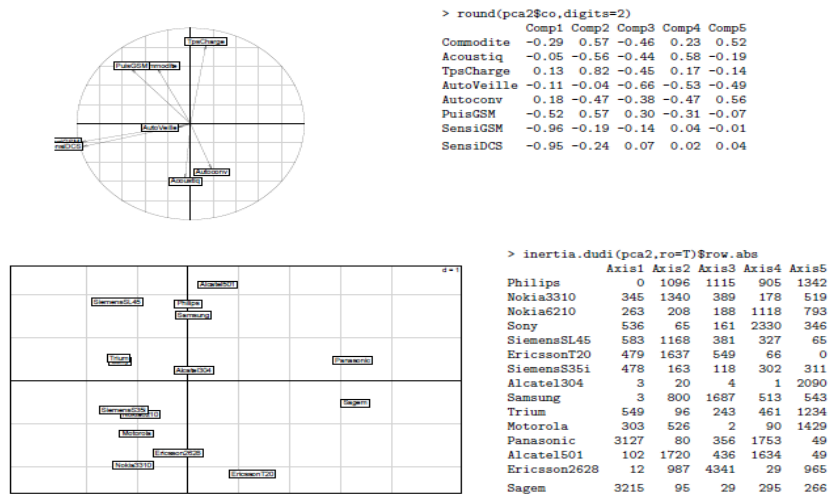 TpsCharge
PuisGSM
mmodite
AutoVeille
nsiDCS
Autoconv
Acoustiq
> round(pca2$co,digits=2)
Comp1 Comp2 Comp3 Comp4 Comp5
Commodite -0.29 0.57 -0.46 0.23 0.52
Acoustiq -0.05 -0.56 -0.44 0.58 -0.19
TpsCharge 0.13 0.82 -0.45 0.17 -0.14
AutoVeille -0.11 -0.04 -0.66 -0.53 -0.49
Autoconv 0.18 -0.47 -0.38 -0.47 0.56
PuisGSM -0.52 0.57 0.30 -0.31 -0.07
SensiGSM -0.96 -0.19 -0.14 0.04 -0.01
SensiDCS -0.95 -0.24 0.07 0.02 0.04
d = 1
Alcatel501
SiemensSL45
Philips
Samsung
Trium
Panasonic
Alcatel304
Sagem
SiemensS35i
Motorola
Ericsson2628
Nokia3310
EricssonT20
> inertia.dudi(pca2,ro=T)$row.abs
Axis1 Axis2 Axis3 Axis4 Axis5
Philips 0 1096 1115 905 1342
Nokia3310 345 1340 389 178 519
Nokia6210 263 208 188 1118 793
Sony 536 65 161 2330 346
SiemensSL45 583 1168 381 327 65
EricssonT20 479 1637 549 66 0
SiemensS35i 478 163 118 302 311
Alcatel304 3 20 4 1 2090
Samsung 3 800 1687 513 543
Trium 549 96 243 461 1234
Motorola 303 526 2 90 1429
Panasonic 3127 80 356 1753 49
Alcatel501 102 1720 436 1634 49
Ericsson2628 12 987 4341 29 965
Sagem 3215 95 29 295 266